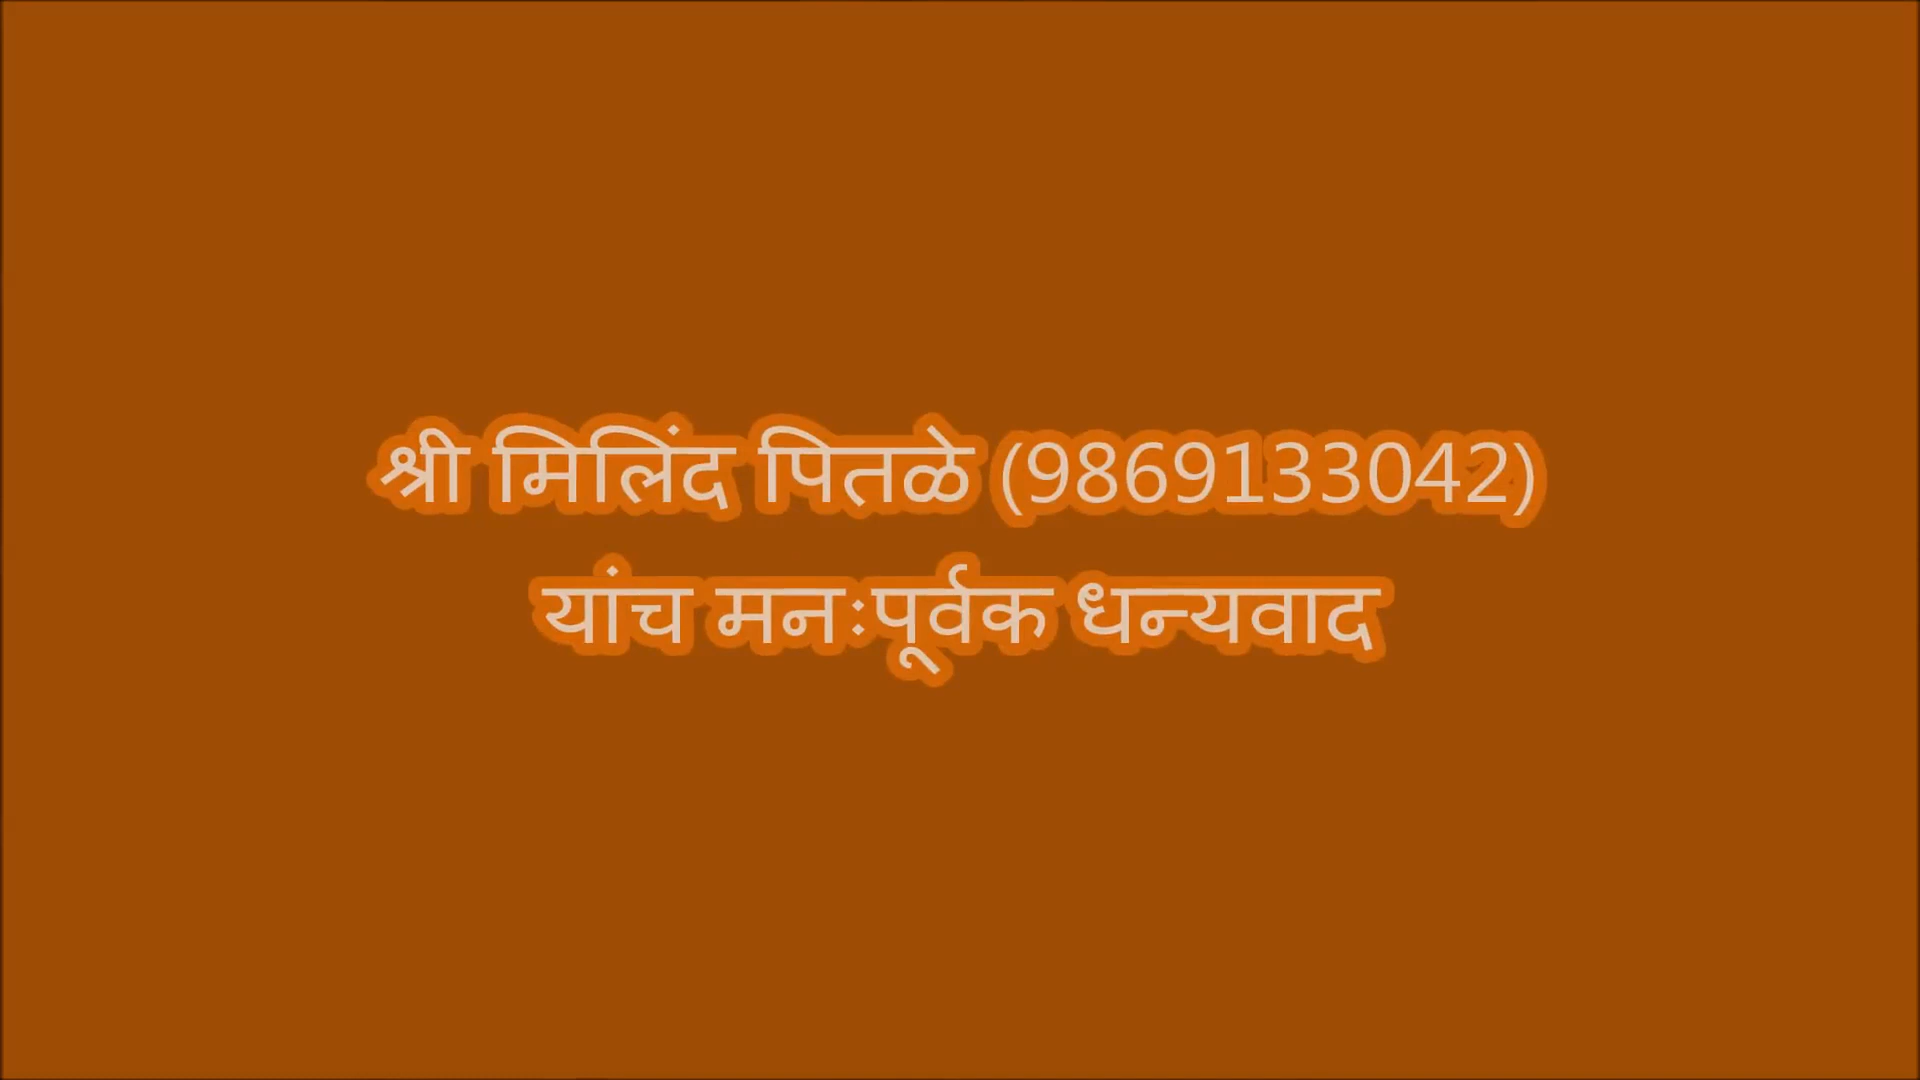 श्री मिलिंद पितळे (9869133042)
यांच मनःपूर्वक धन्यवाद